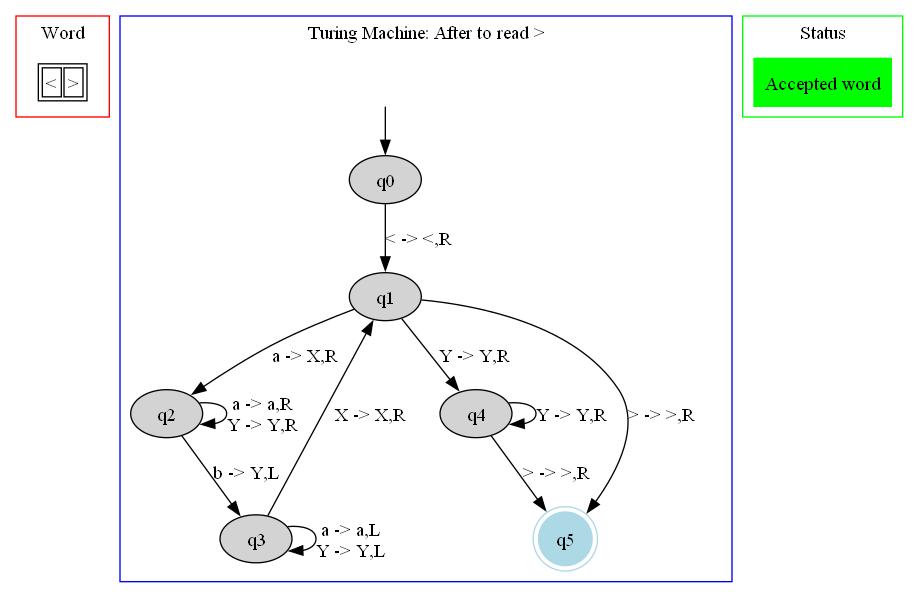 Word
< >
Turing Machine: After to read >
Status
Accepted word
q0
< -> <,R
q1
a -> X,R
Y -> Y,R
q2
a -> a,R
Y -> Y,R
X -> X,R
q4
Y -> Y,R
> -> >,R
b -> Y,L
> -> >,R
q3
a -> a,L
Y -> Y,L
q5